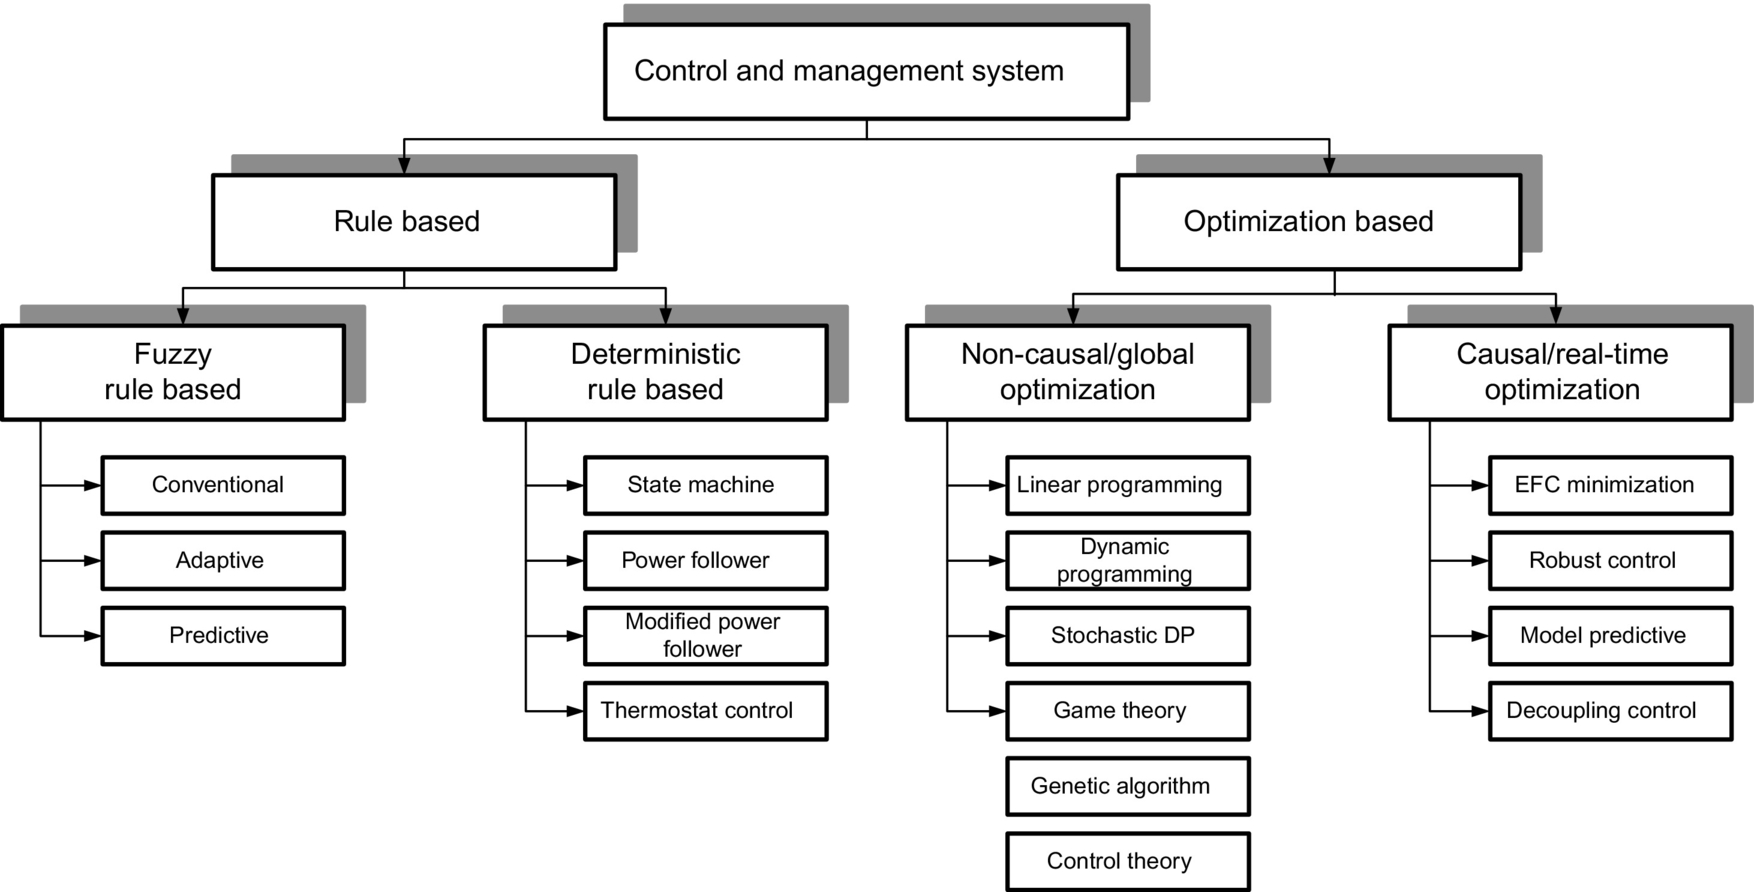 Control and management system
Rule based
Optimization based
Fuzzy
rule based
Deterministic
rule based
Non-causal/global
optimization
Causal/real-time
optimization
Conventional
Adaptive
Predictive
State machine
Power follower
Modified power
follower
Thermostat control
Linear programming
Dynamic
programming
Stochastic DP
Game theory
Genetic algorithm
Control theory
EFC minimization
Robust control
Model predictive
Decoupling control